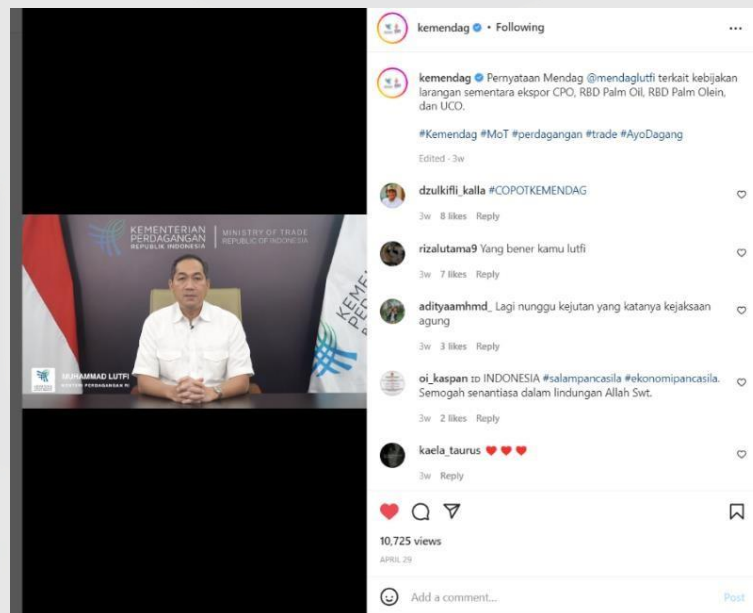 kemendag • Following
kemendag Pernyataan Mendag @mendaglutfi terkait kebijakan
larangan sementara ekspor CPO, RBD Palm Oil, RBD Palm Olein,
dan UCO.
#Kemendag #MoT #perdagangan #trade #AyoDagang
Edited · 3w
dzulkifli_kalla #COPOTKEMENDAG
3w 8 likes Reply
rizalutama9 Yang bener kamu lutfi
3w 7 likes Reply
adityaamhmd_ Lagi nunggu kejutan yang katanya kejaksaan
agung
3w 3 likes Reply
oi_kaspan ID INDONESIA #salampancasila #ekonomipancasila.
Semogah senantiasa dalam lindungan Allah Swt.
3w 2 likes Reply
kaela_taurus ❤️ ❤️ ❤️
3w Reply
10,725 views
APRIL 29
Add a comment...
Post
KEMENTERIAN
PERDAGANGAN
REPUBLIK INDONESIA
MINISTRY OF TRADE
REPUBLIC OF INDONESIA
MUHAMMAD LUTFI
MENTERI PERDAGANGAN RI